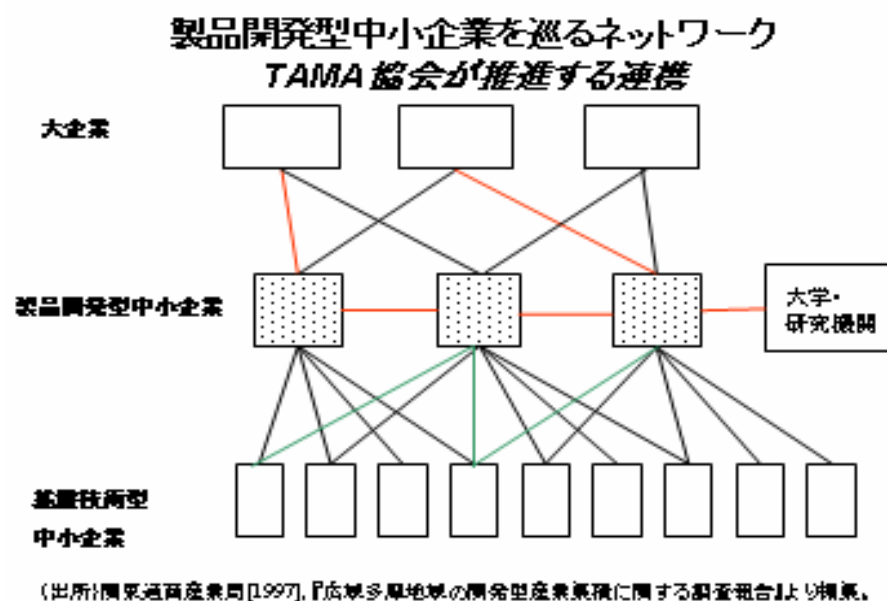 製品開発型中小企業を巡るネットワーク
TAMA協会が推進する連携
大企業
製品開発型中小企業
大学・
研究機関
基盤技術型
中小企業
(出所)関東通商産業局[1997],『広域多摩地域の開発型産業集積に関する調査報告』より構築。